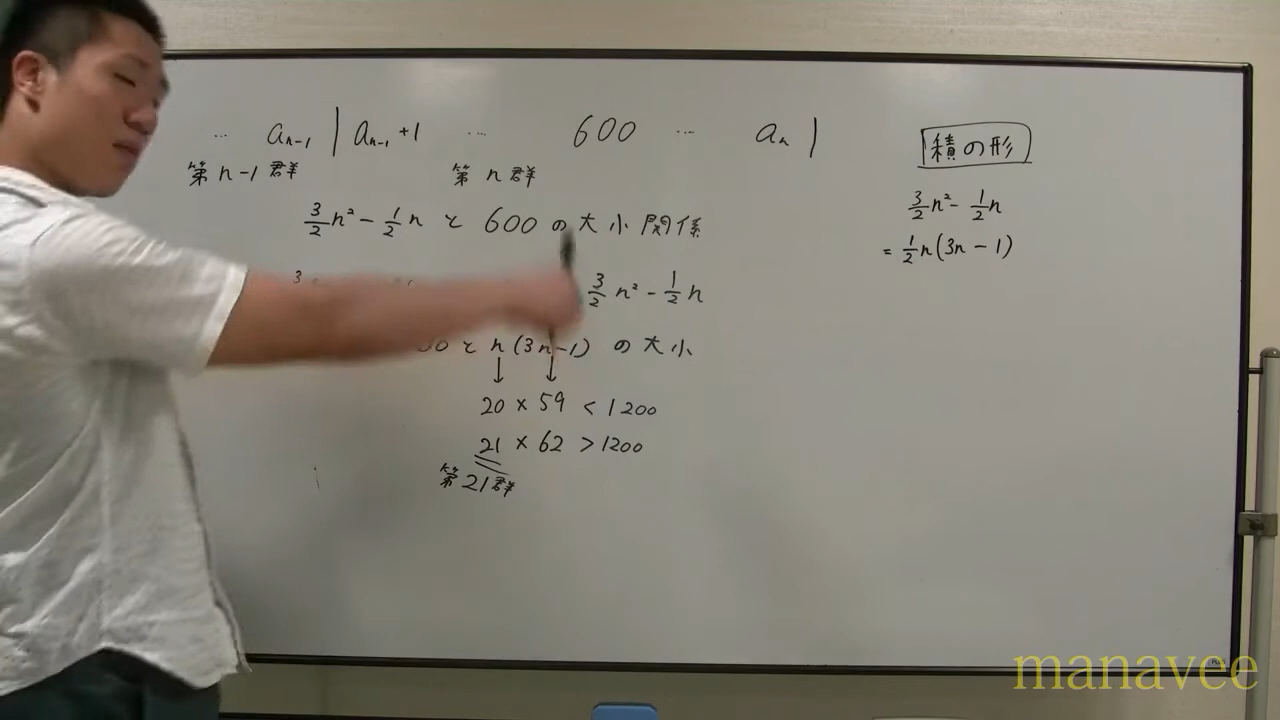 … aₙ₋₁ | aₙ₋₁+1 … 600 … aₙ |
第n-1群 第n群
3/2 n² - 1/2 n と 600 の大小関係
3/2 n² - 1/2 n
と n(3n-1) の大小
↓ ↓
20 × 59 < 1200
21 × 62 > 1200
第21群
積の形
3/2 n² - 1/2 n
= 1/2 n(3n-1)
manavee